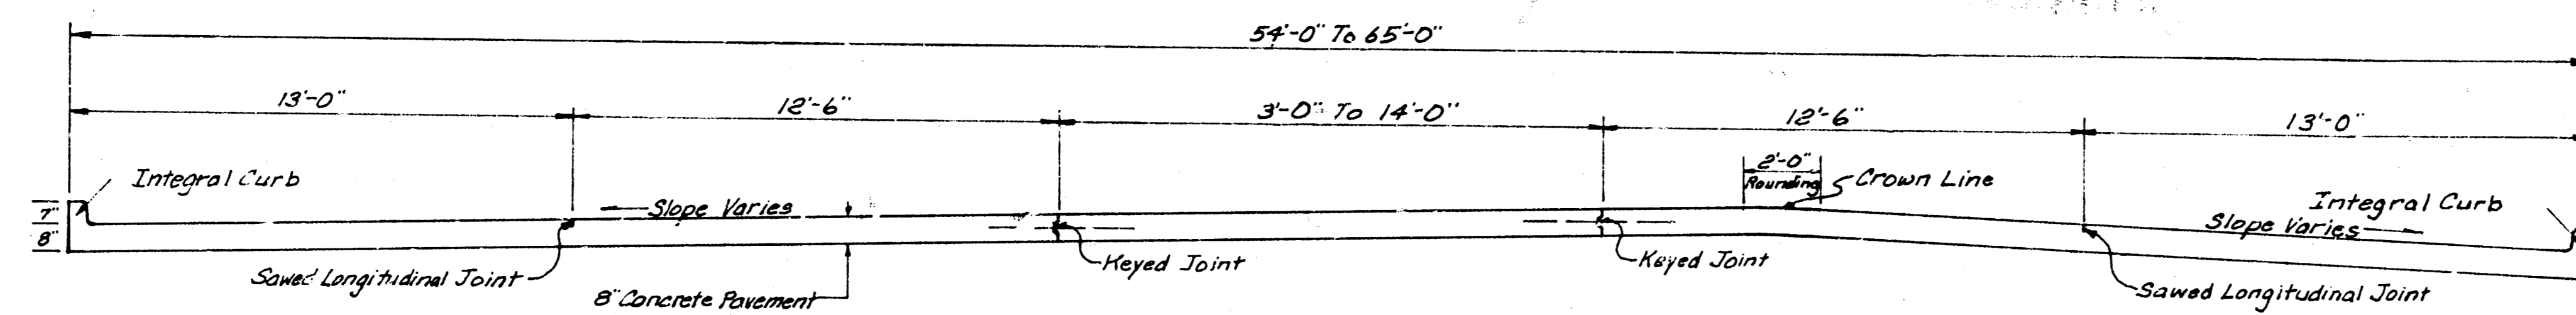 54'-0" To 65'-0"
13'-0"
12'-6"
3'-0" To 14'-0"
12'-6"
13'-0"
2'-0"
Rounding
Crown Line
Integral Curb
Integral Curb
7"
8"
Slope Varies
Slope Varies
Sawed Longitudinal Joint
8" Concrete Pavement
Keyed Joint
Keyed Joint
Sawed Longitudinal Joint